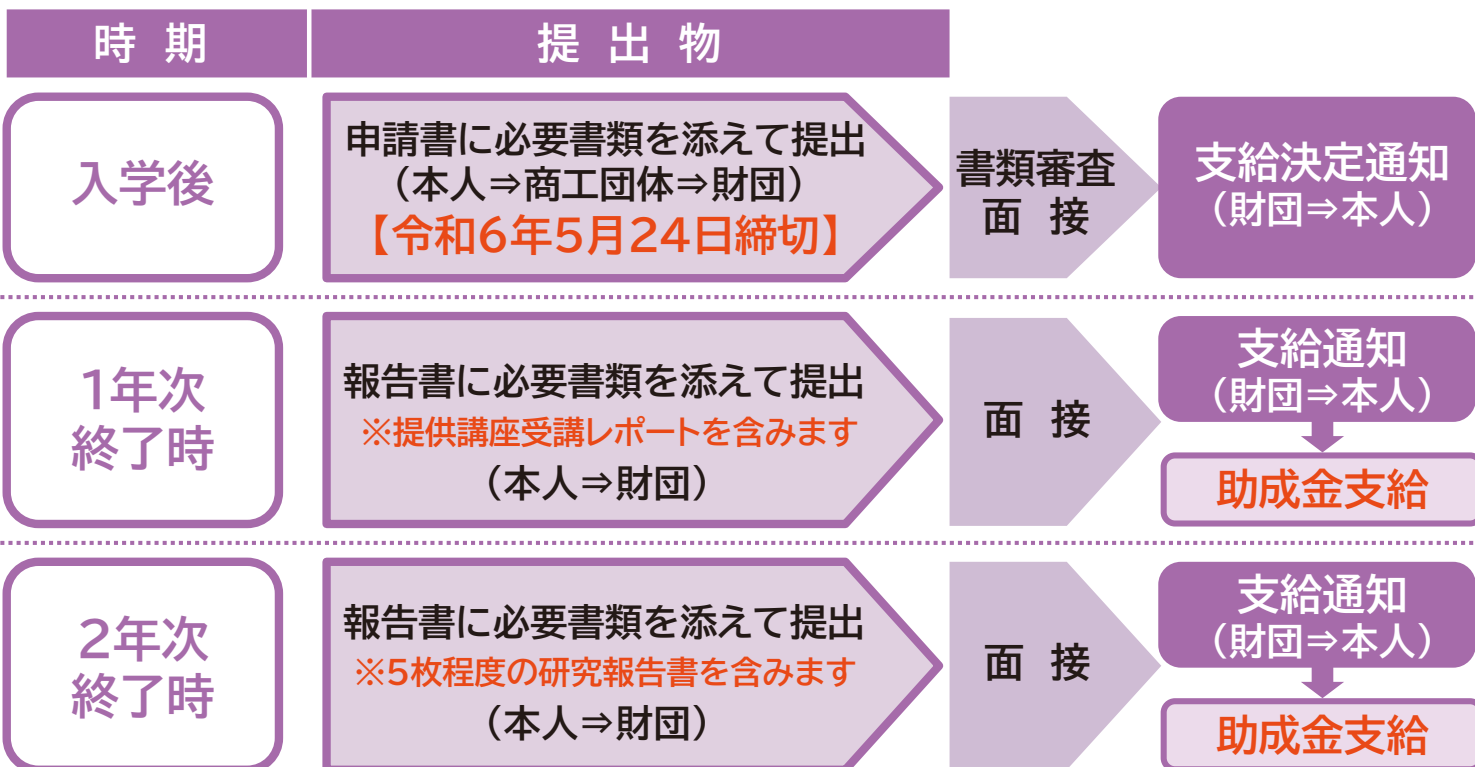 時 期
提 出 物
入学後
申請書に必要書類を添えて提出
（本人⇒商工団体⇒財団）
【令和6年5月24日締切】
書類審査
面 接
支給決定通知
（財団⇒本人）
1年次
終了時
報告書に必要書類を添えて提出
※提供講座受講レポートを含みます
（本人⇒財団）
面 接
支給通知
（財団⇒本人）
助成金支給
2年次
終了時
報告書に必要書類を添えて提出
※5枚程度の研究報告書を含みます
（本人⇒財団）
面 接
支給通知
（財団⇒本人）
助成金支給